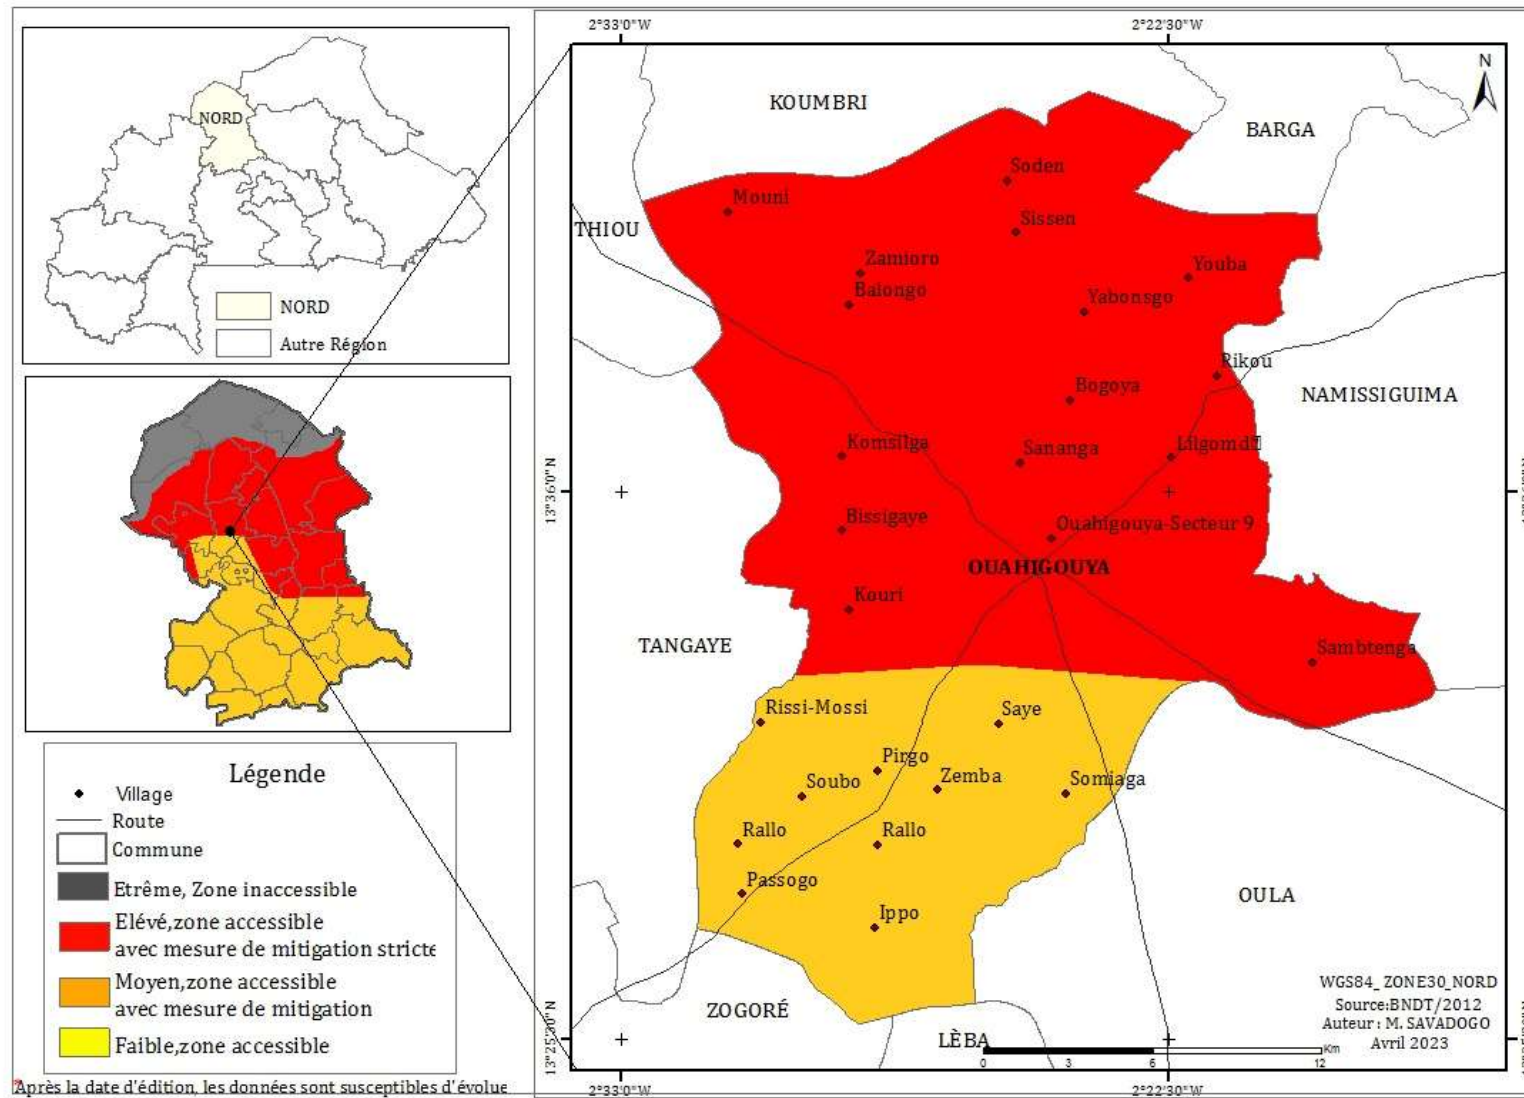 NORD
NORD
Autre Région
Légende
Village
Route
Commune
Etrême, Zone inaccessible
Elévé,zone accessible
avec mesure de mitigation stricte
Moyen,zone accessible
avec mesure de mitigation
Faible,zone accessible
*Après la date d'édition, les données sont susceptibles d'évolue
2°33'0"W
2°22'30"W
N
KOUMBRI
BARGA
Soden
Mouni
Sissen
THIOU
Zamioro
Youba
Baiongo
Yabonsgo
Rikou
Bogoya
NAMISSIGUIMA
Komsilga
Sananga
Lilgomd
13°36'0"N
Bissigaye
Ouahigouya-Secteur 9
OUAHIGOUYA
Kouri
TANGAYE
Sambtenga
Rissi-Mossi
Saye
Pirgo
Soubo
Zemba
Somiaga
Rallo
Rallo
Passogo
OULA
Ippo
ZOGORÉ
LÈBA
13°25'30"N
WGS84_ ZONE30_NORD
Source:BNDT/2012
Auteur : M. SAVADOGO
Avril 2023
Km
0 3 6 12
2°33'0"W
2°22'30"W